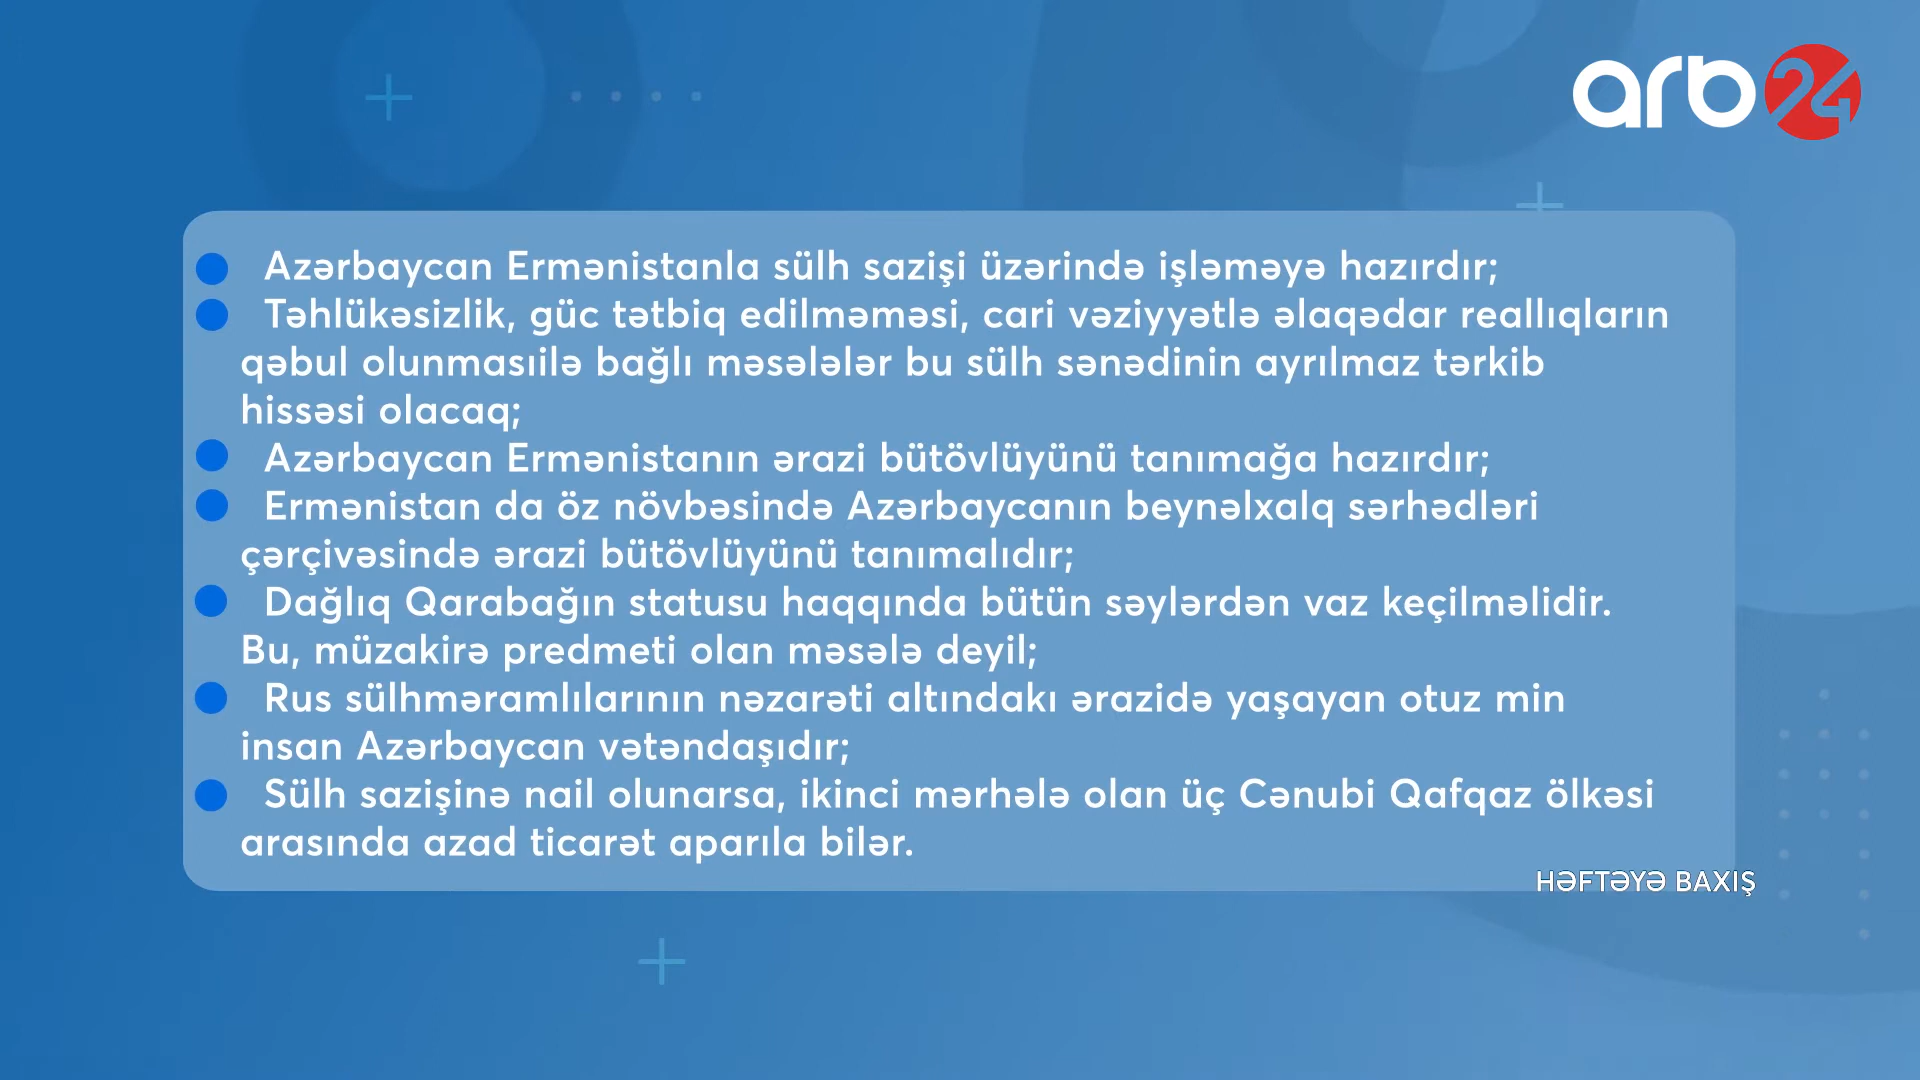 arb24
Azərbaycan Ermənistanla sülh sazişi üzərində işləməyə hazırdır;
Təhlükəsizlik, güc tətbiq edilməməsi, cari vəziyyətlə əlaqədar reallıqların
qəbul olunmasıilə bağlı məsələlər bu sülh sənədinin ayrılmaz tərkib
hissəsi olacaq;
Azərbaycan Ermənistanın ərazi bütövlüyünü tanımağa hazırdır;
Ermənistan da öz növbəsində Azərbaycanın beynəlxalq sərhədləri
çərçivəsində ərazi bütövlüyünü tanımalıdır;
Dağlıq Qarabağın statusu haqqında bütün səylərdən vaz keçilməlidir.
Bu, müzakirə predmeti olan məsələ deyil;
Rus sülhməramlılarının nəzarəti altındakı ərazidə yaşayan otuz min
insan Azərbaycan vətəndaşıdır;
Sülh sazişinə nail olunarsa, ikinci mərhələ olan üç Cənubi Qafqaz ölkəsi
arasında azad ticarət aparıla bilər.
HƏFTƏYƏ BAXIŞ